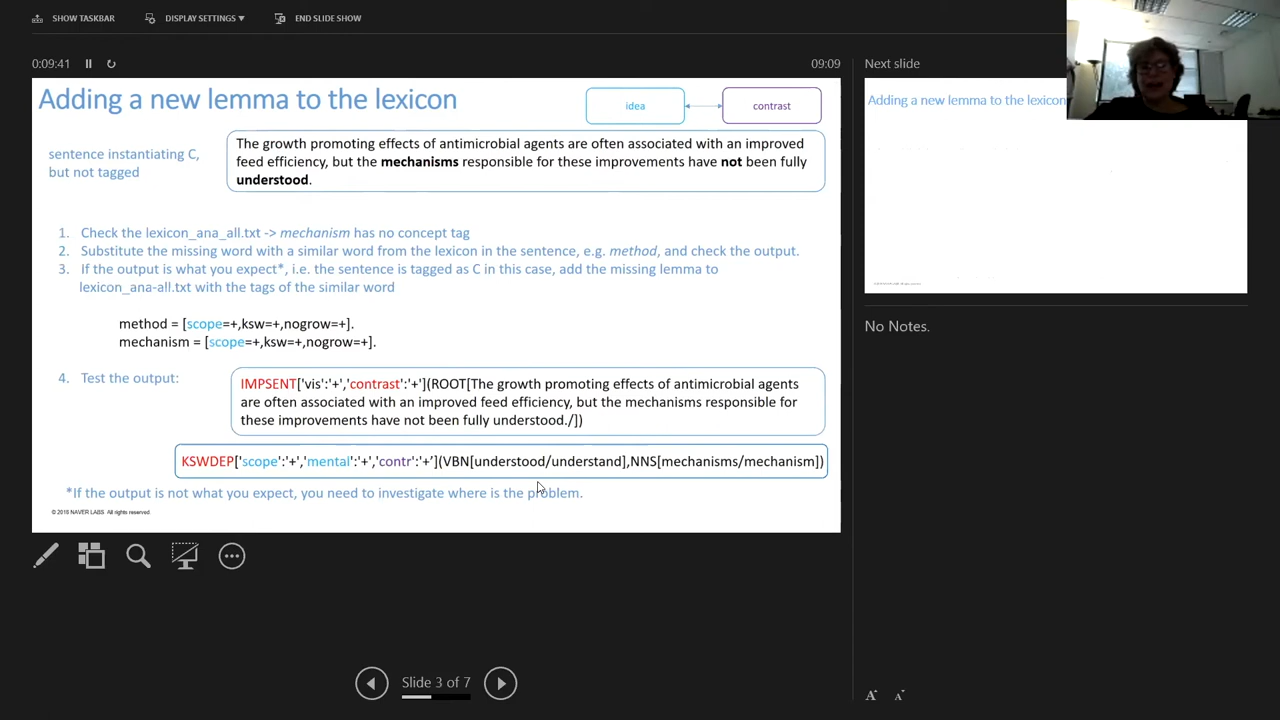 SHOW TASKBAR
DISPLAY SETTINGS ▼
END SLIDE SHOW
0:09:41
09:09
Adding a new lemma to the lexicon
idea
contrast
sentence instantiating C,
but not tagged
The growth promoting effects of antimicrobial agents are often associated with an improved
feed efficiency, but the mechanisms responsible for these improvements have not been fully
understood.
1. Check the lexicon_ana_all.txt -> mechanism has no concept tag
2. Substitute the missing word with a similar word from the lexicon in the sentence, e.g. method, and check the output.
3. If the output is what you expect*, i.e. the sentence is tagged as C in this case, add the missing lemma to
lexicon_ana-all.txt with the tags of the similar word
method = [scope=+,ksw=+,nogrow=+].
mechanism = [scope=+,ksw=+,nogrow=+].
4. Test the output:
IMPSENT['vis':'+','contrast':'+'](ROOT[The growth promoting effects of antimicrobial agents
are often associated with an improved feed efficiency, but the mechanisms responsible for
these improvements have not been fully understood./])
KSWDEP['scope':'+','mental':'+','contr':'+'](VBN[understood/understand],NNS[mechanisms/mechanism])
*If the output is not what you expect, you need to investigate where is the problem.
© 2018 NAVER LABS. All rights reserved.
Slide 3 of 7
Next slide
Adding a new lemma to the lexicon
No Notes.
A A